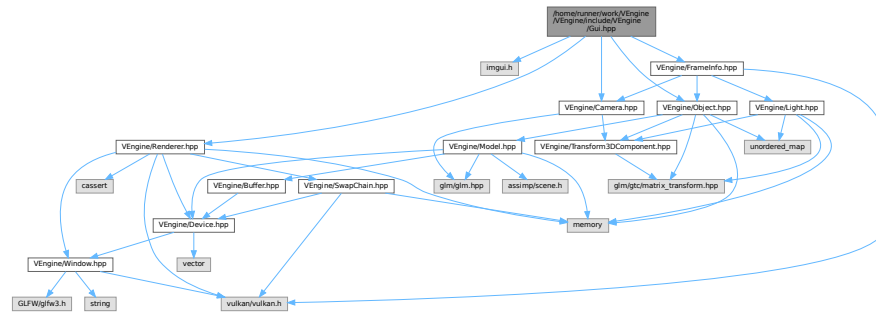 /home/runner/work/VEngine
/VEngine/include/VEngine
/Gui.hpp
imgui.h
VEngine/FrameInfo.hpp
VEngine/Camera.hpp
VEngine/Object.hpp
VEngine/Light.hpp
VEngine/Renderer.hpp
VEngine/Model.hpp
VEngine/Transform3DComponent.hpp
unordered_map
cassert
VEngine/Buffer.hpp
VEngine/SwapChain.hpp
glm/glm.hpp
assimp/scene.h
glm/gtc/matrix_transform.hpp
VEngine/Device.hpp
memory
VEngine/Window.hpp
vector
GLFW/glfw3.h
string
vulkan/vulkan.h